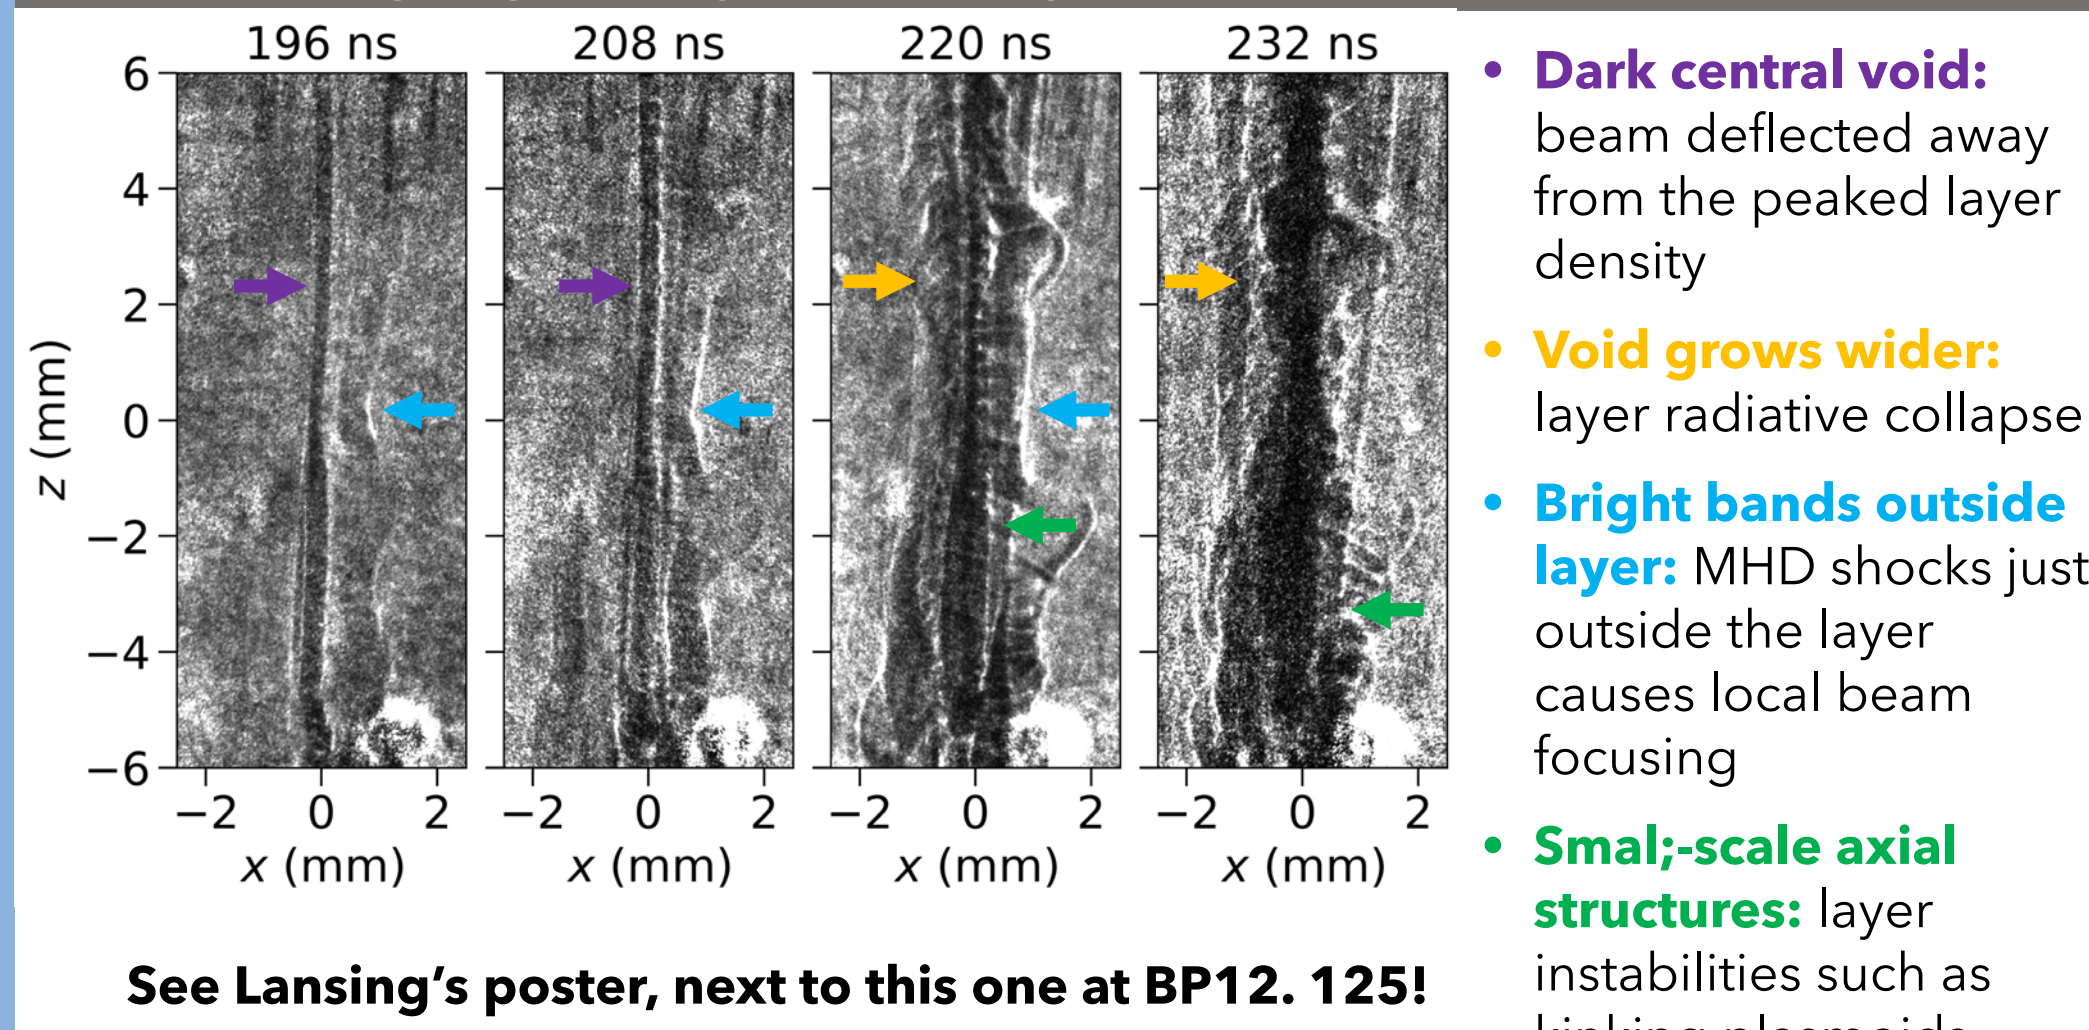 196 ns
208 ns
220 ns
232 ns
6
4
2
0
−2
−4
−6
z (mm)
−2 0 2
−2 0 2
−2 0 2
−2 0 2
x (mm)
x (mm)
x (mm)
x (mm)
See Lansing’s poster, next to this one at BP12. 125!
• Dark central void:
beam deflected away
from the peaked layer
density
• Void grows wider:
layer radiative collapse
• Bright bands outside
layer: MHD shocks just
outside the layer
causes local beam
focusing
• Smal;-scale axial
structures: layer
instabilities such as
kinking plasmoids